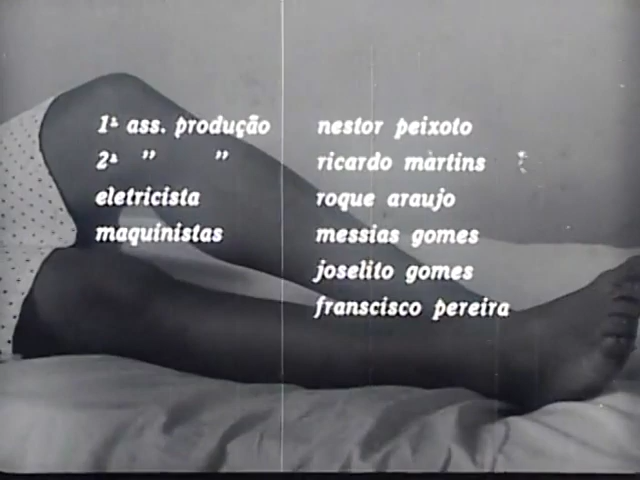 1ª ass. produção nestor peixoto
2ª " " ricardo martins
eletricista roque araujo
maquinistas messias gomes
joselito gomes
franscisco pereira